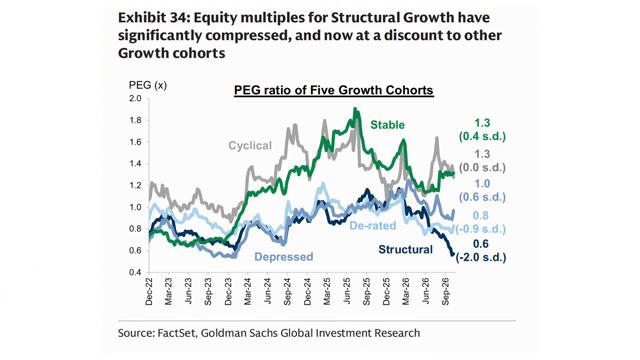 Exhibit 34: Equity multiples for Structural Growth have
significantly compressed, and now at a discount to other
Growth cohorts
PEG (x)
PEG ratio of Five Growth Cohorts
2.0
1.8
1.6
1.4
1.2
1.0
0.8
0.6
0.4
Cyclical
Stable
De-rated
Structural
Depressed
1.3
(0.4 s.d.)
1.3
(0.0 s.d.)
1.0
(0.6 s.d.)
0.8
(-0.9 s.d.)
0.6
(-2.0 s.d.)
Dec-22
Mar-23
Jun-23
Sep-23
Dec-23
Mar-24
Jun-24
Sep-24
Dec-24
Mar-25
Jun-25
Sep-25
Dec-25
Mar-26
Jun-26
Sep-26
Source: FactSet, Goldman Sachs Global Investment Research